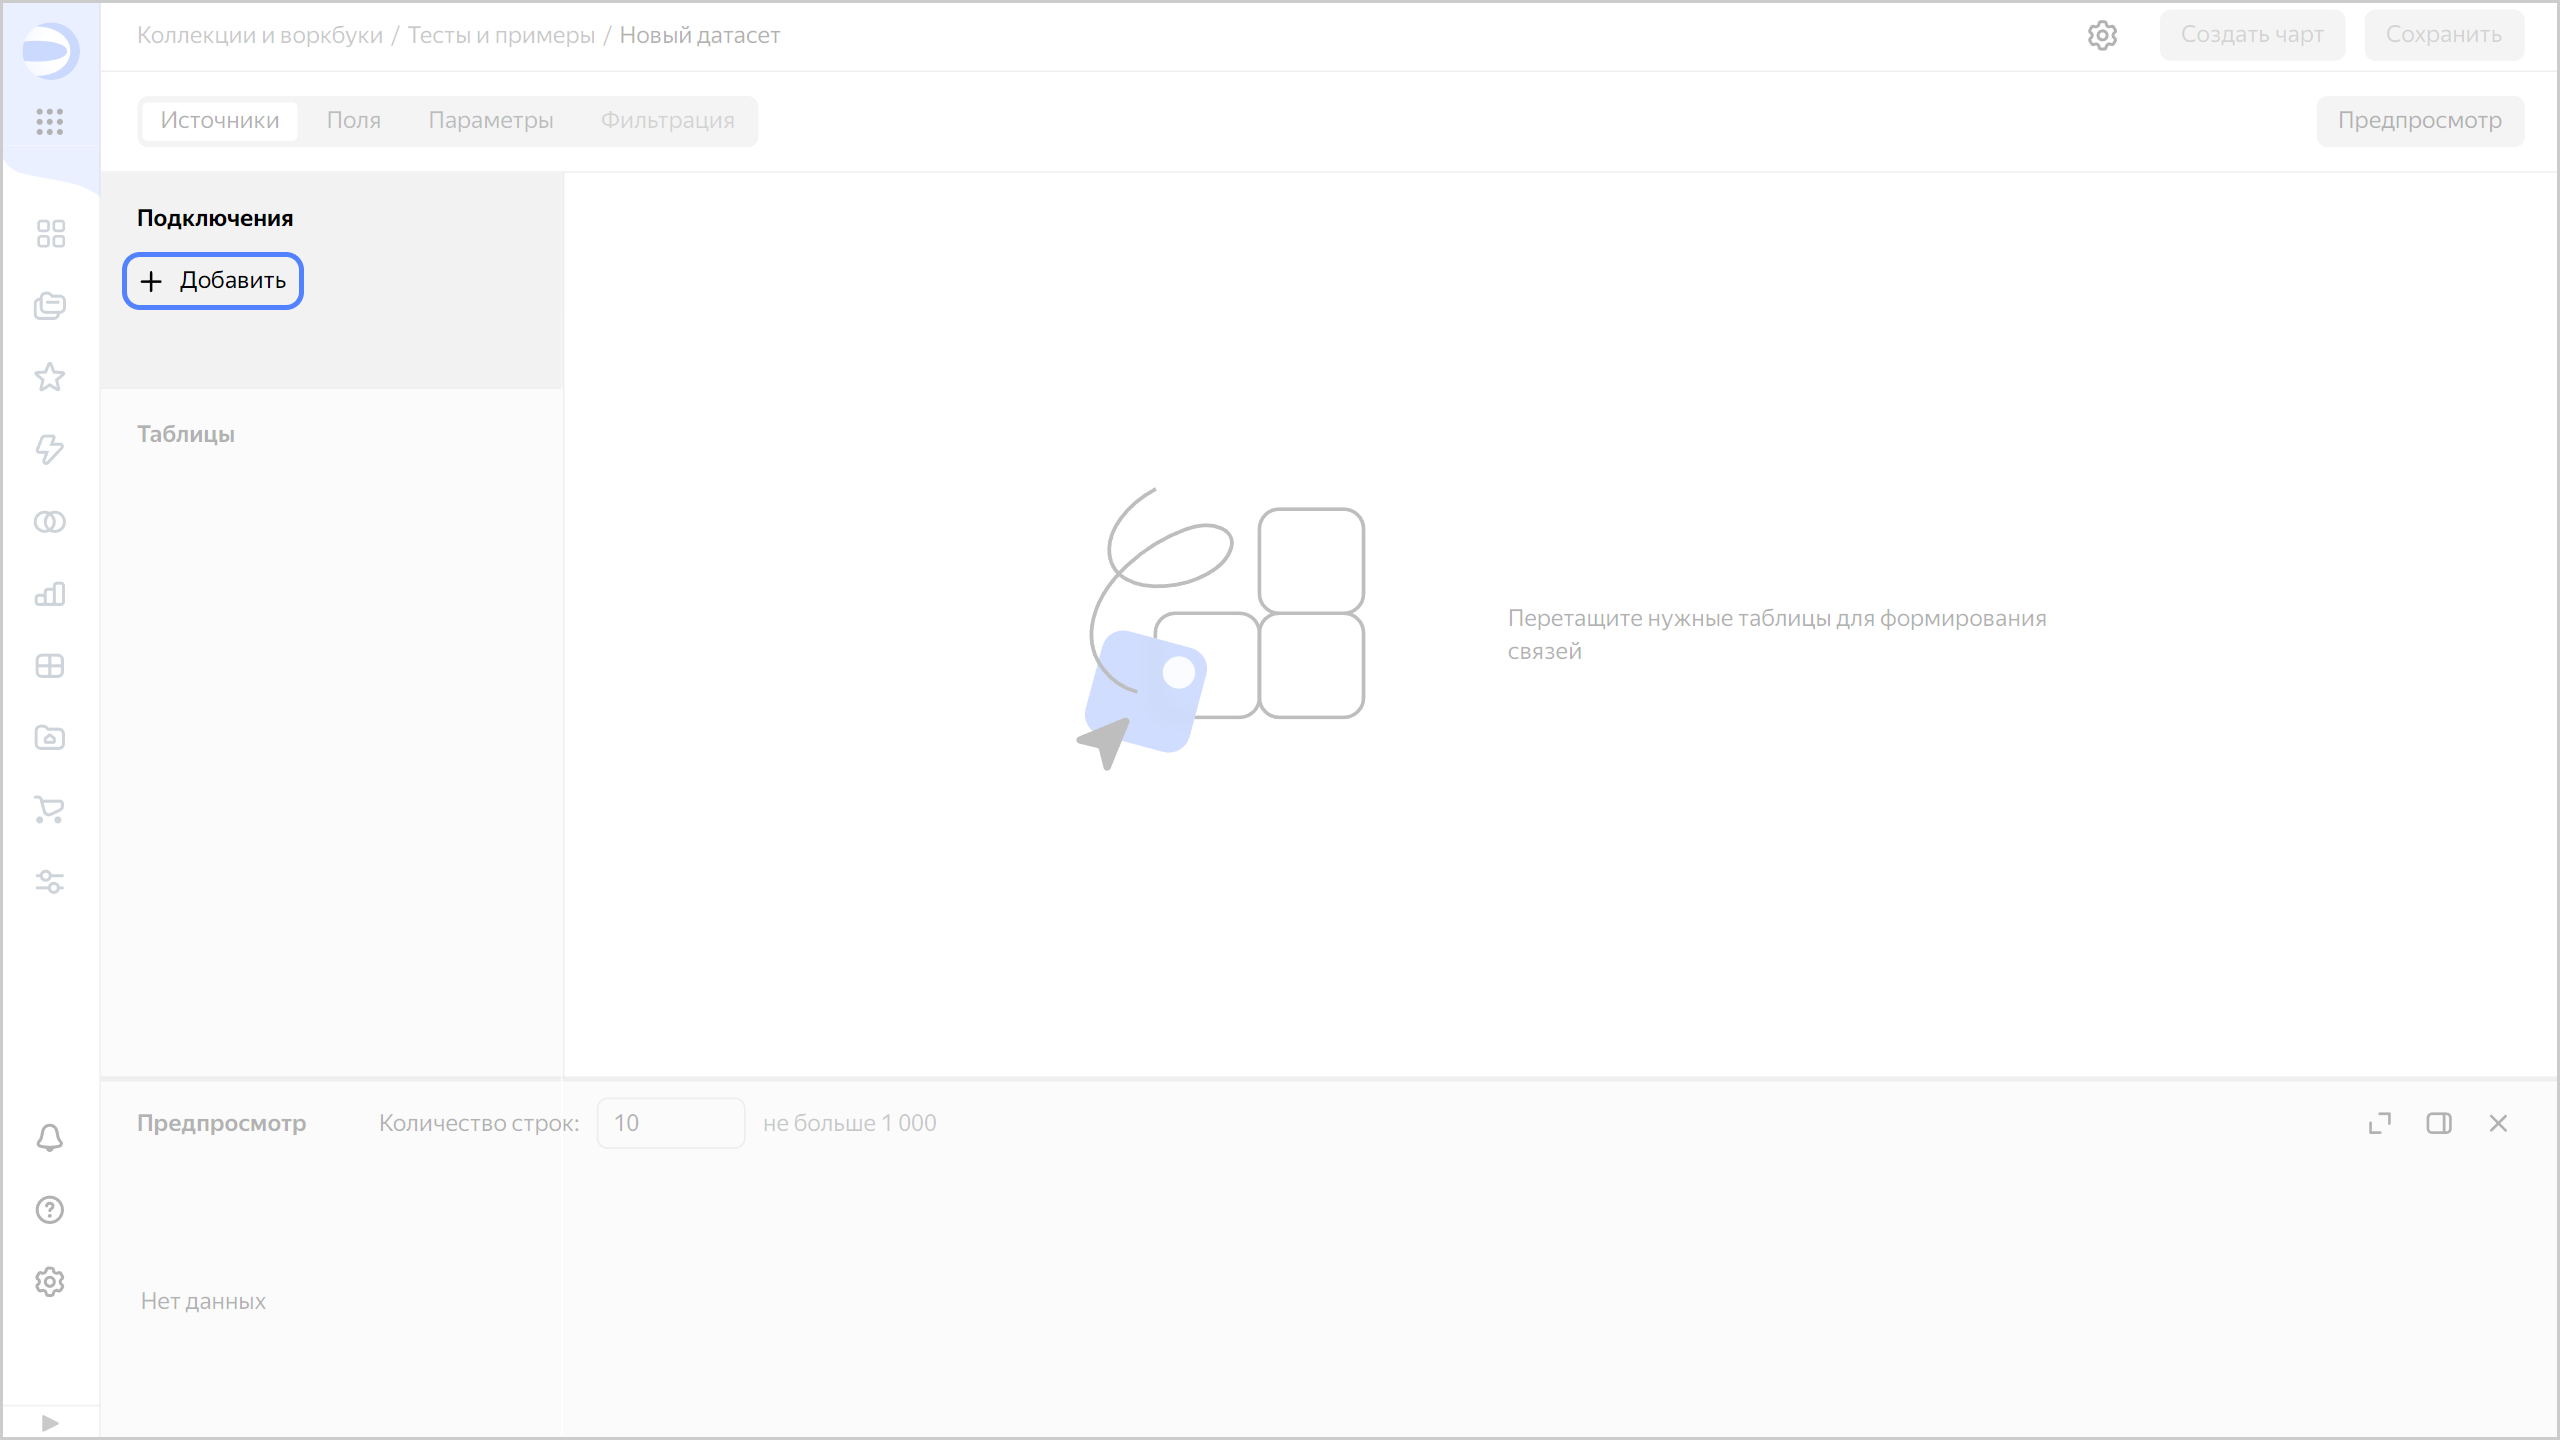 Коллекции и воркбуки / Тесты и примеры / Новый датасет
Создать чарт
Сохранить
Источники
Поля
Параметры
Фильтрация
Предпросмотр
Подключения
+ Добавить
Таблицы
Перетащите нужные таблицы для формирования
связей
Предпросмотр
Количество строк: 10 не больше 1 000
Нет данных